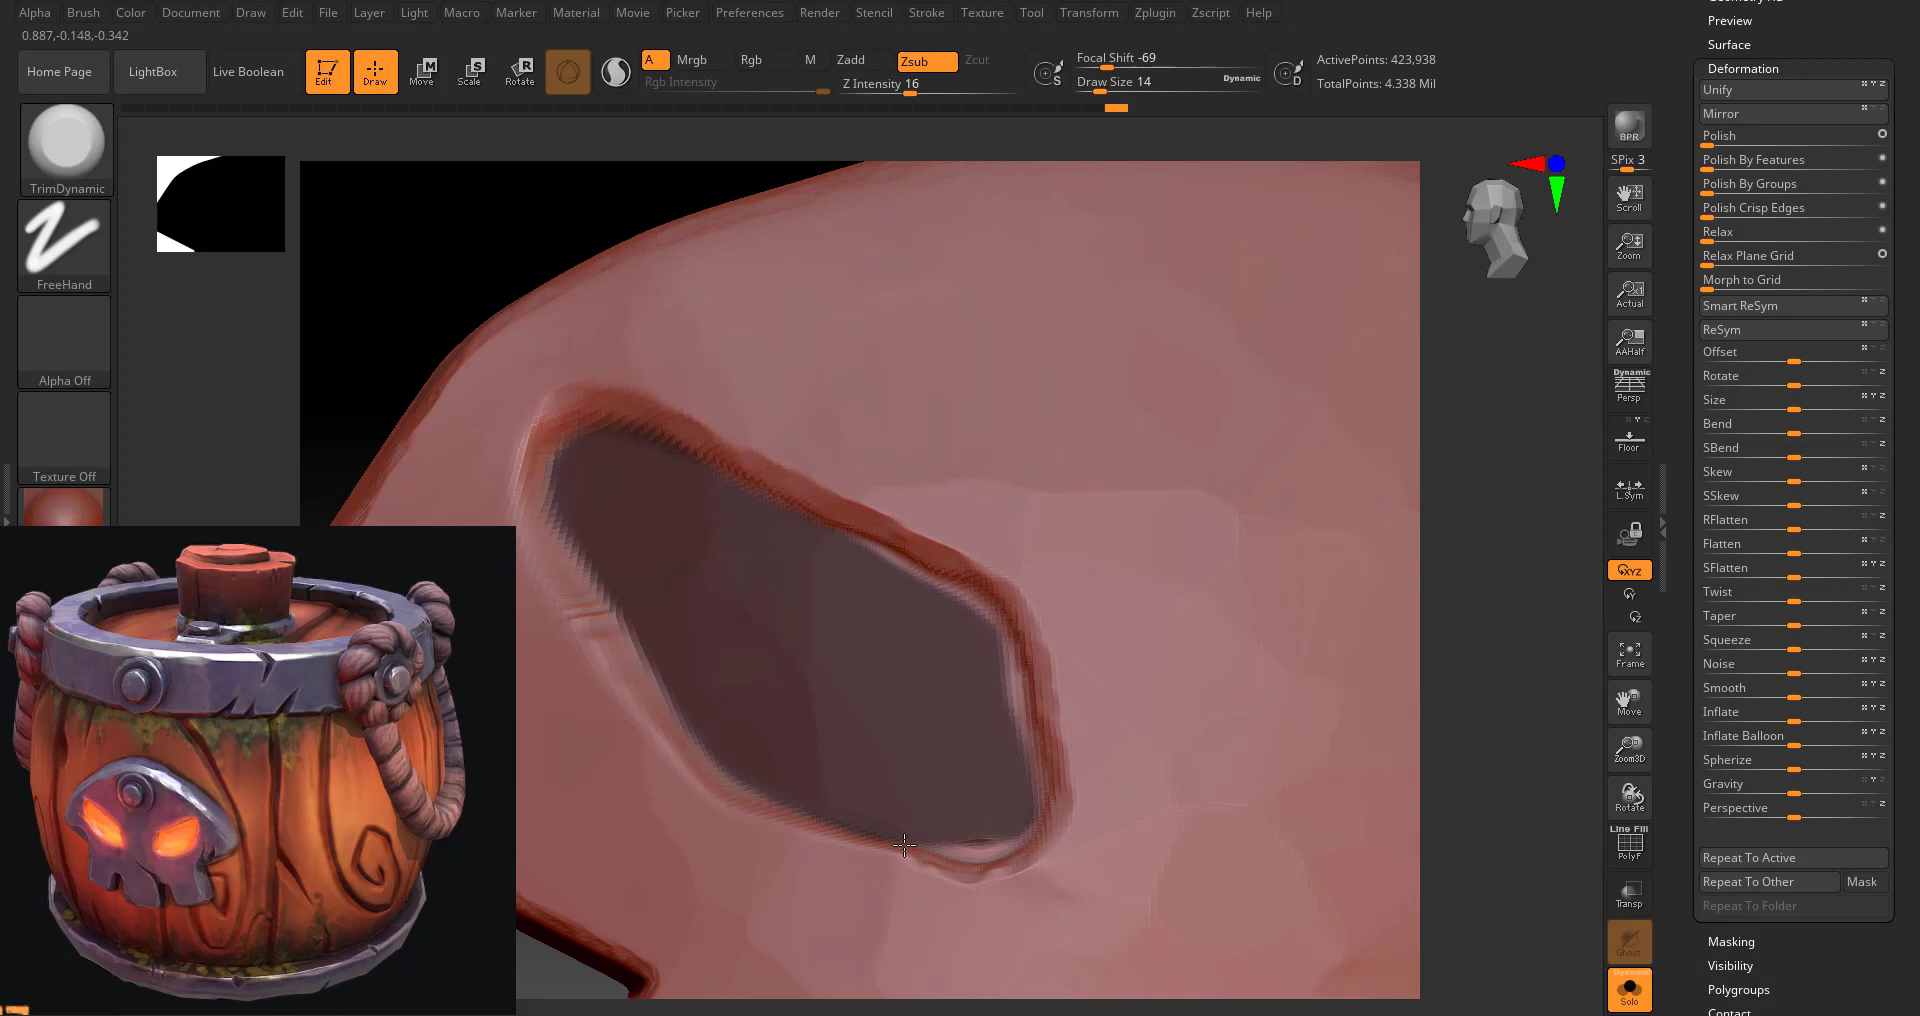 Alpha Brush Color Document Draw Edit File Layer Light Macro Marker Material Movie Picker Preferences Render Stencil Stroke Texture Tool Transform Zplugin Zscript Help
0.887,-0.148,-0.342
Home Page
LightBox
Live Boolean
Edit
Draw
Move
Scale
Rotate
A
Mrgb
Rgb
M
Zadd
Zsub
Zcut
Rgb Intensity
Z Intensity 16
Focal Shift -69
Draw Size 14
Dynamic
ActivePoints: 423,938
TotalPoints: 4.338 Mil
TrimDynamic
FreeHand
Alpha Off
Texture Off
BPR
SPix 3
Scroll
Zoom
Actual
AAHalf
Dynamic
Persp
Floor
L.Sym
XYZ
Y
Z
Frame
Move
Zoom3D
Rotate
Line Fill
PolyF
Transp
Ghost
Dynamic
Solo
Preview
Surface
Deformation
Unify
Mirror
Polish
Polish By Features
Polish By Groups
Polish Crisp Edges
Relax
Relax Plane Grid
Morph to Grid
Smart ReSym
ReSym
Offset
Rotate
Size
Bend
SBend
Skew
SSkew
RFlatten
Flatten
SFlatten
Twist
Taper
Squeeze
Noise
Smooth
Inflate
Inflate Balloon
Spherize
Gravity
Perspective
Repeat To Active
Repeat To Other Mask
Repeat To Folder
Masking
Visibility
Polygroups